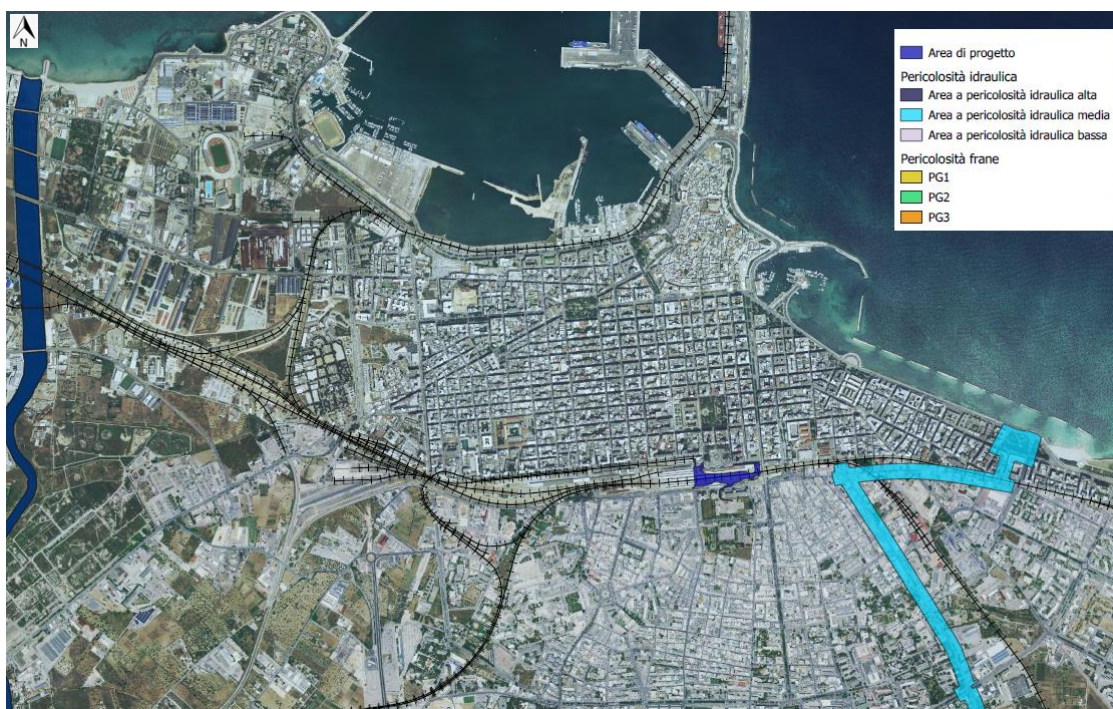 N
Area di progetto
Pericolosità idraulica
Area a pericolosità idraulica alta
Area a pericolosità idraulica media
Area a pericolosità idraulica bassa
Pericolosità frane
PG1
PG2
PG3